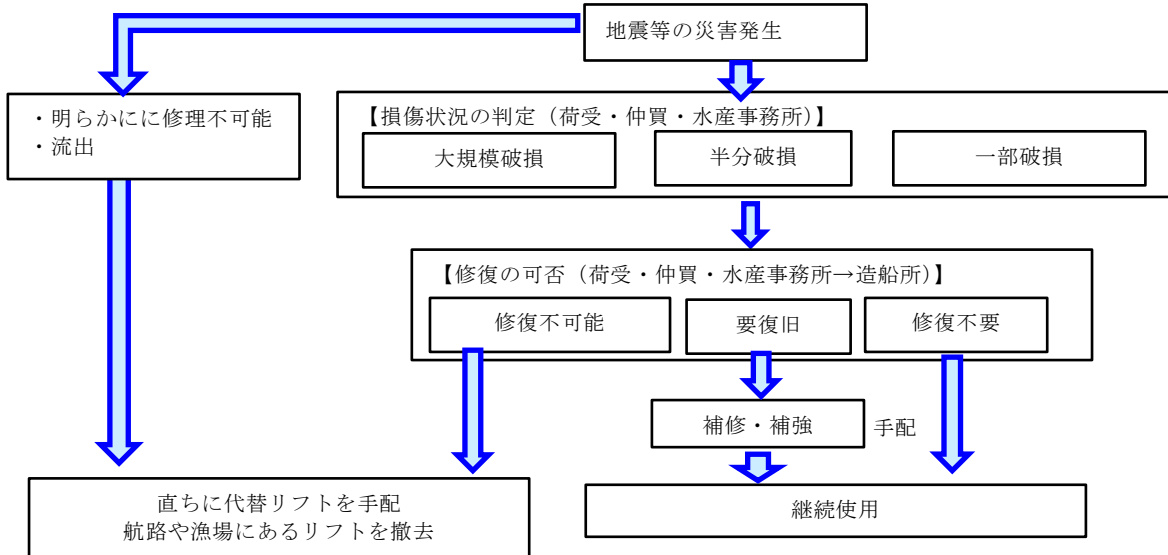 地震等の災害発生
・明らかにに修理不可能
・流出
【損傷状況の判定（荷受・仲買・水産事務所）】
大規模破損
半分破損
一部破損
【修復の可否（荷受・仲買・水産事務所→造船所）】
修復不可能
要復旧
修復不要
補修・補強
手配
直ちに代替リフトを手配
航路や漁場にあるリフトを撤去
継続使用